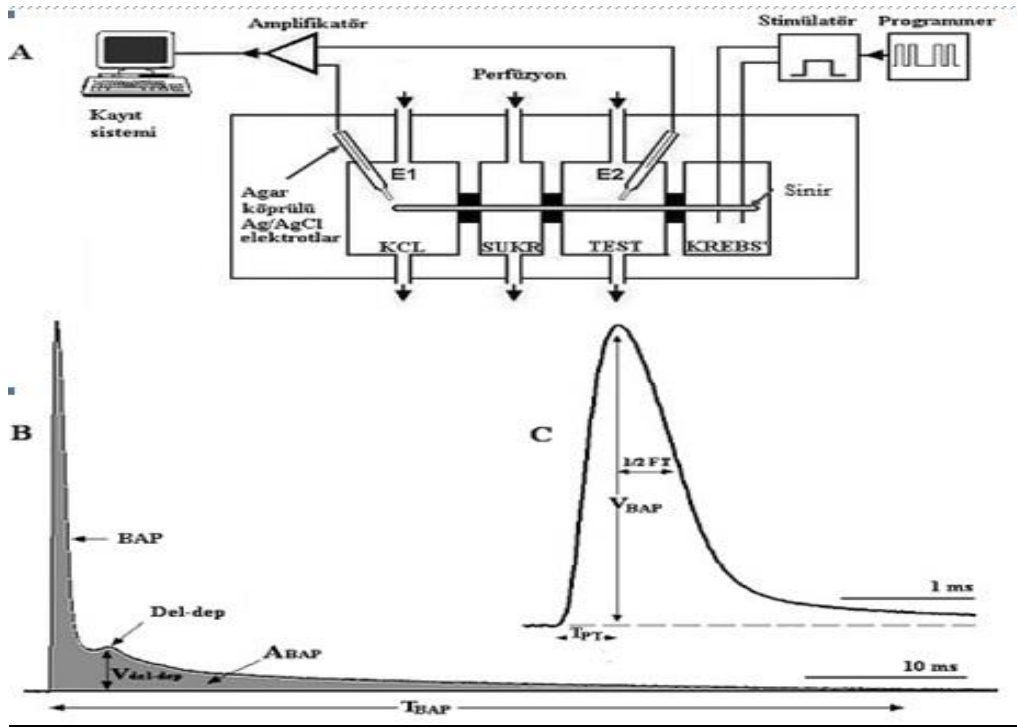 A
Amplifikatör
Stimülatör
Programmer
Kayıt
sistemi
Perfüzyon
E1
E2
Agar
köprülü
Ag/AgCl
elektrotlar
Sinir
KCL
SUKR
TEST
KREBS'
B
C
1/2 FT
VBAP
BAP
1 ms
Del-dep
TPT
ABAP
Vdel-dep
10 ms
TBAP